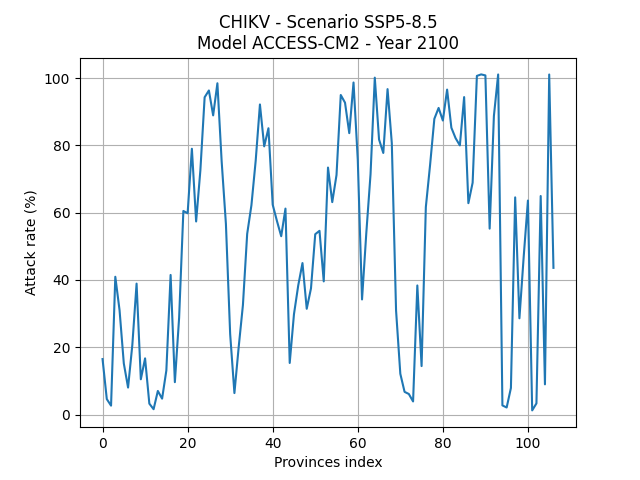 CHIKV - Scenario SSP5-8.5
Model ACCESS-CM2 - Year 2100
100
80
60
40
20
0
Attack rate (%)
0 20 40 60 80 100
Provinces index